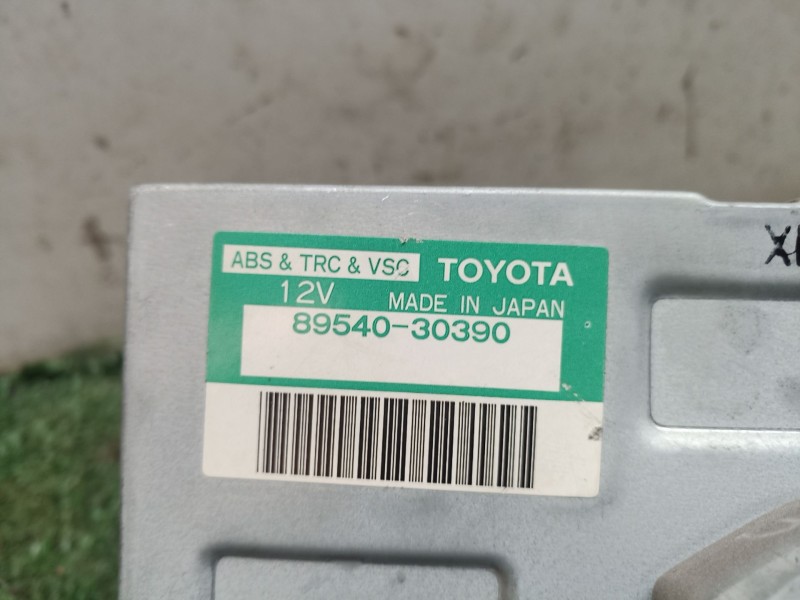 ABS & TRC & VSC TOYOTA
12V MADE IN JAPAN
89540-30390